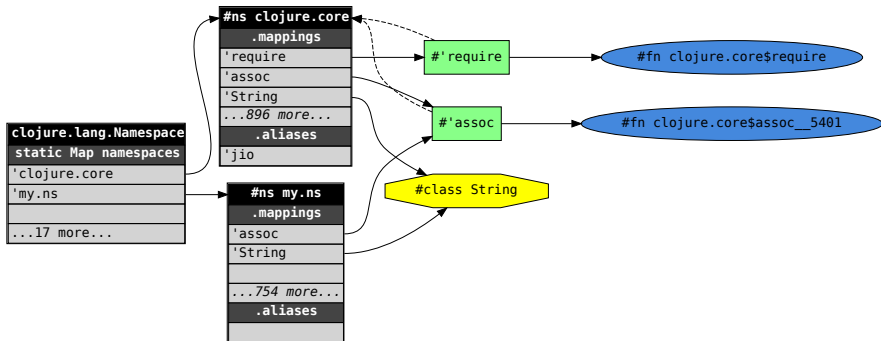 clojure.lang.Namespace
static Map namespaces
'clojure.core
'my.ns
...17 more...
#ns clojure.core
.mappings
'require
'assoc
'String
...896 more...
.aliases
'jio
#ns my.ns
.mappings
'assoc
'String
...754 more...
.aliases
#'require
#'assoc
#class String
#fn clojure.core$require
#fn clojure.core$assoc__5401